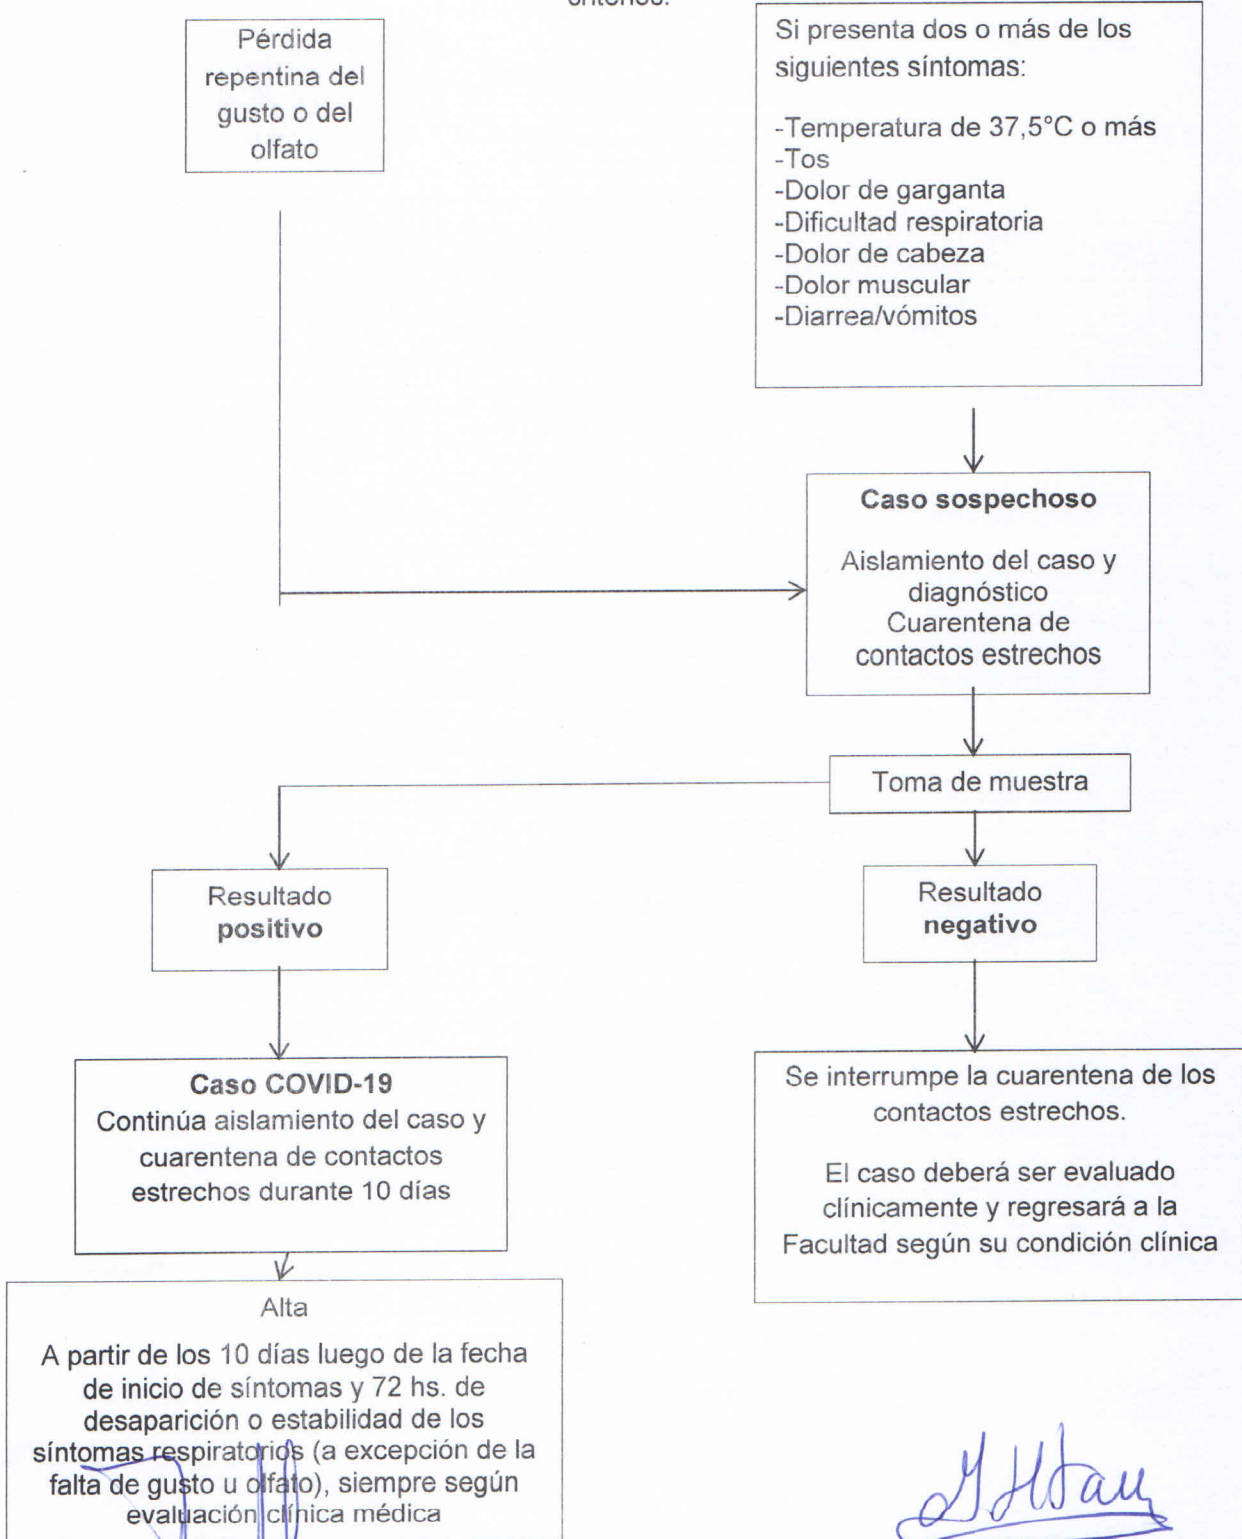 criterios.
Pérdida
repentina del
gusto o del
olfato
Si presenta dos o más de los
siguientes síntomas:
-Temperatura de 37,5°C o más
-Tos
-Dolor de garganta
-Dificultad respiratoria
-Dolor de cabeza
-Dolor muscular
-Diarrea/vómitos
Caso sospechoso
Aislamiento del caso y
diagnóstico
Cuarentena de
contactos estrechos
Toma de muestra
Resultado
positivo
Resultado
negativo
Caso COVID-19
Continúa aislamiento del caso y
cuarentena de contactos
estrechos durante 10 días
Se interrumpe la cuarentena de los
contactos estrechos.
El caso deberá ser evaluado
clínicamente y regresará a la
Facultad según su condición clínica
Alta
A partir de los 10 días luego de la fecha
de inicio de síntomas y 72 hs. de
desaparición o estabilidad de los
síntomas respiratorios (a excepción de la
falta de gusto u olfato), siempre según
evaluación clínica médica